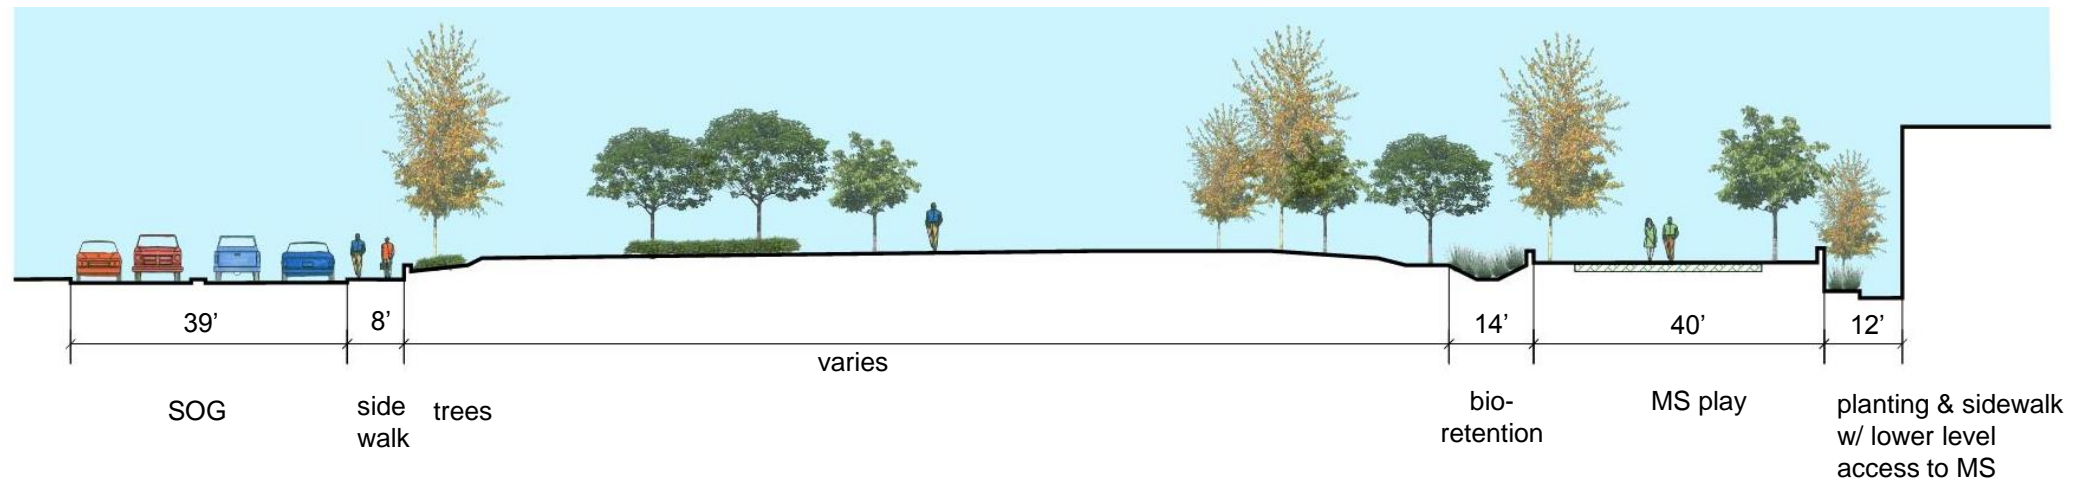 39’
8’
varies
14’
40’
12’
SOG
side
walk
trees
bio-
retention
MS play
planting & sidewalk
w/ lower level
access to MS